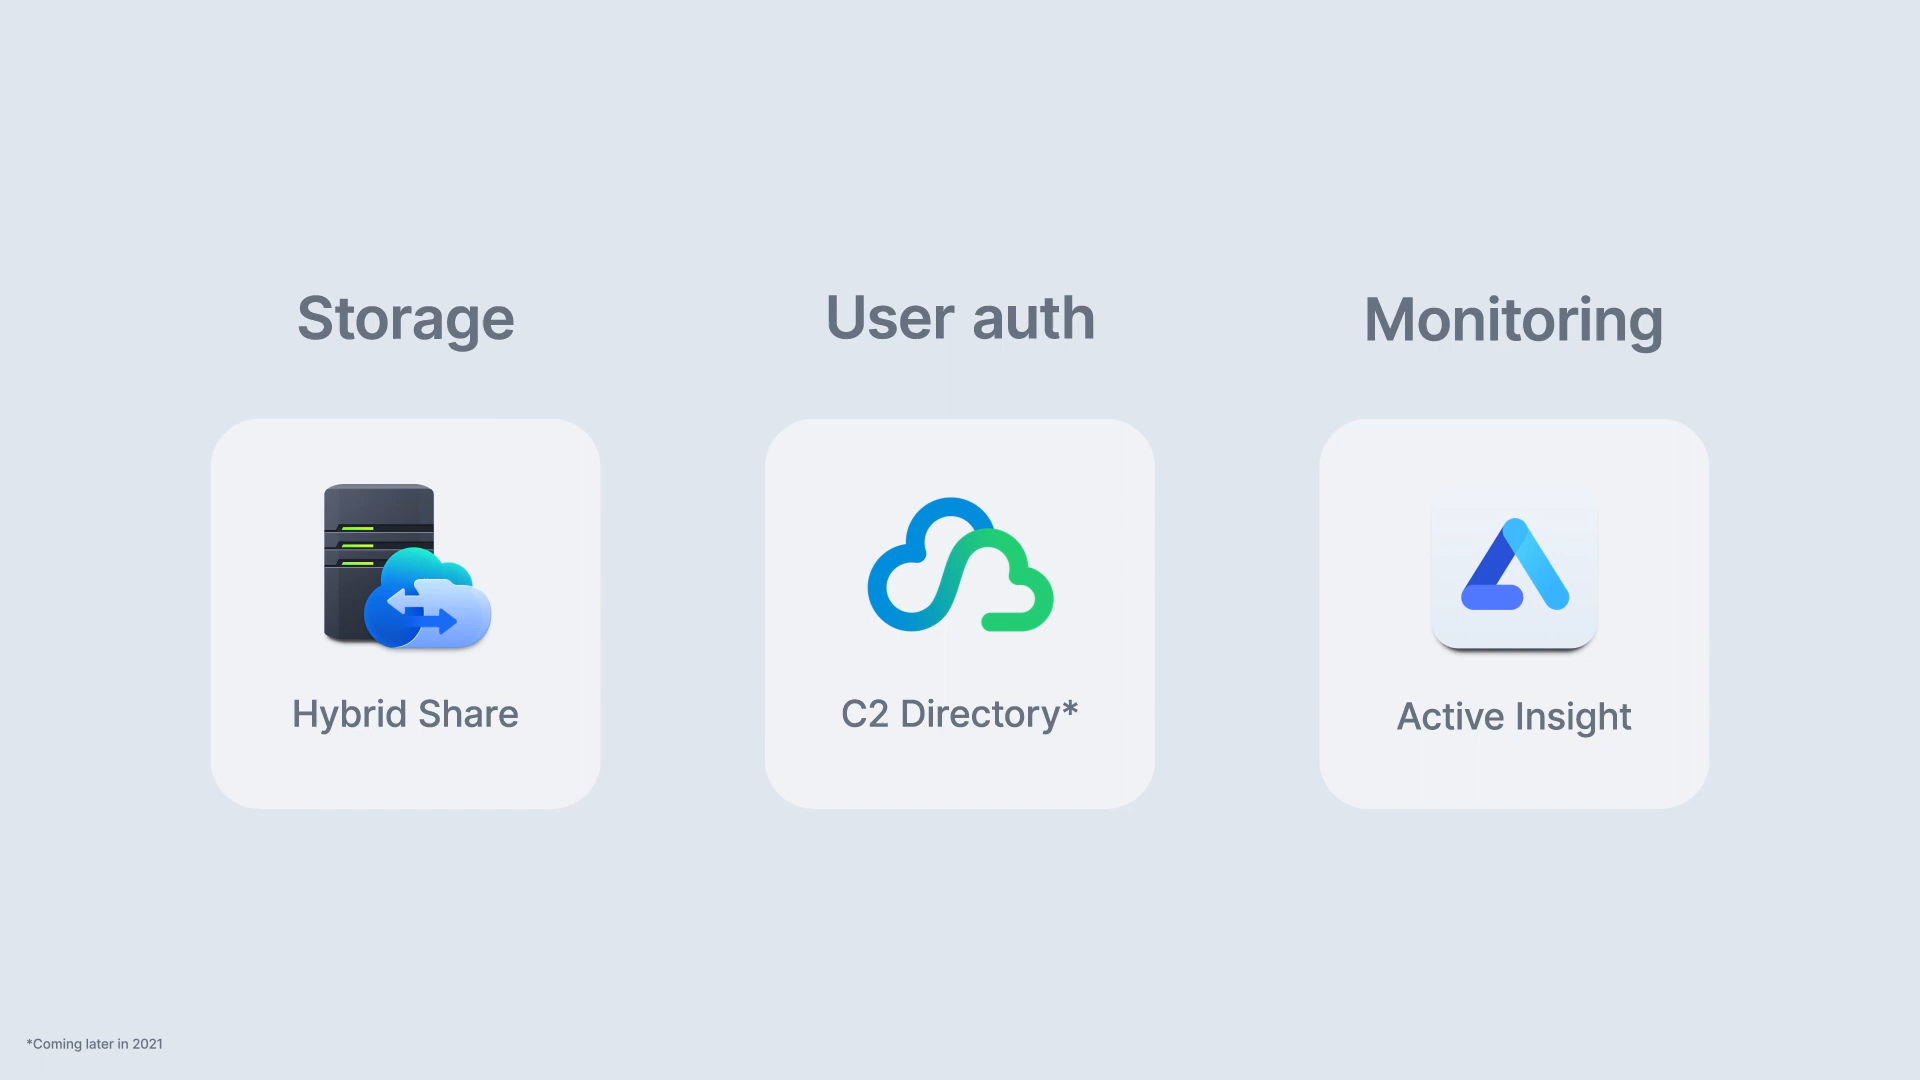 Storage
User auth
Monitoring
Hybrid Share
C2 Directory*
Active Insight
*Coming later in 2021